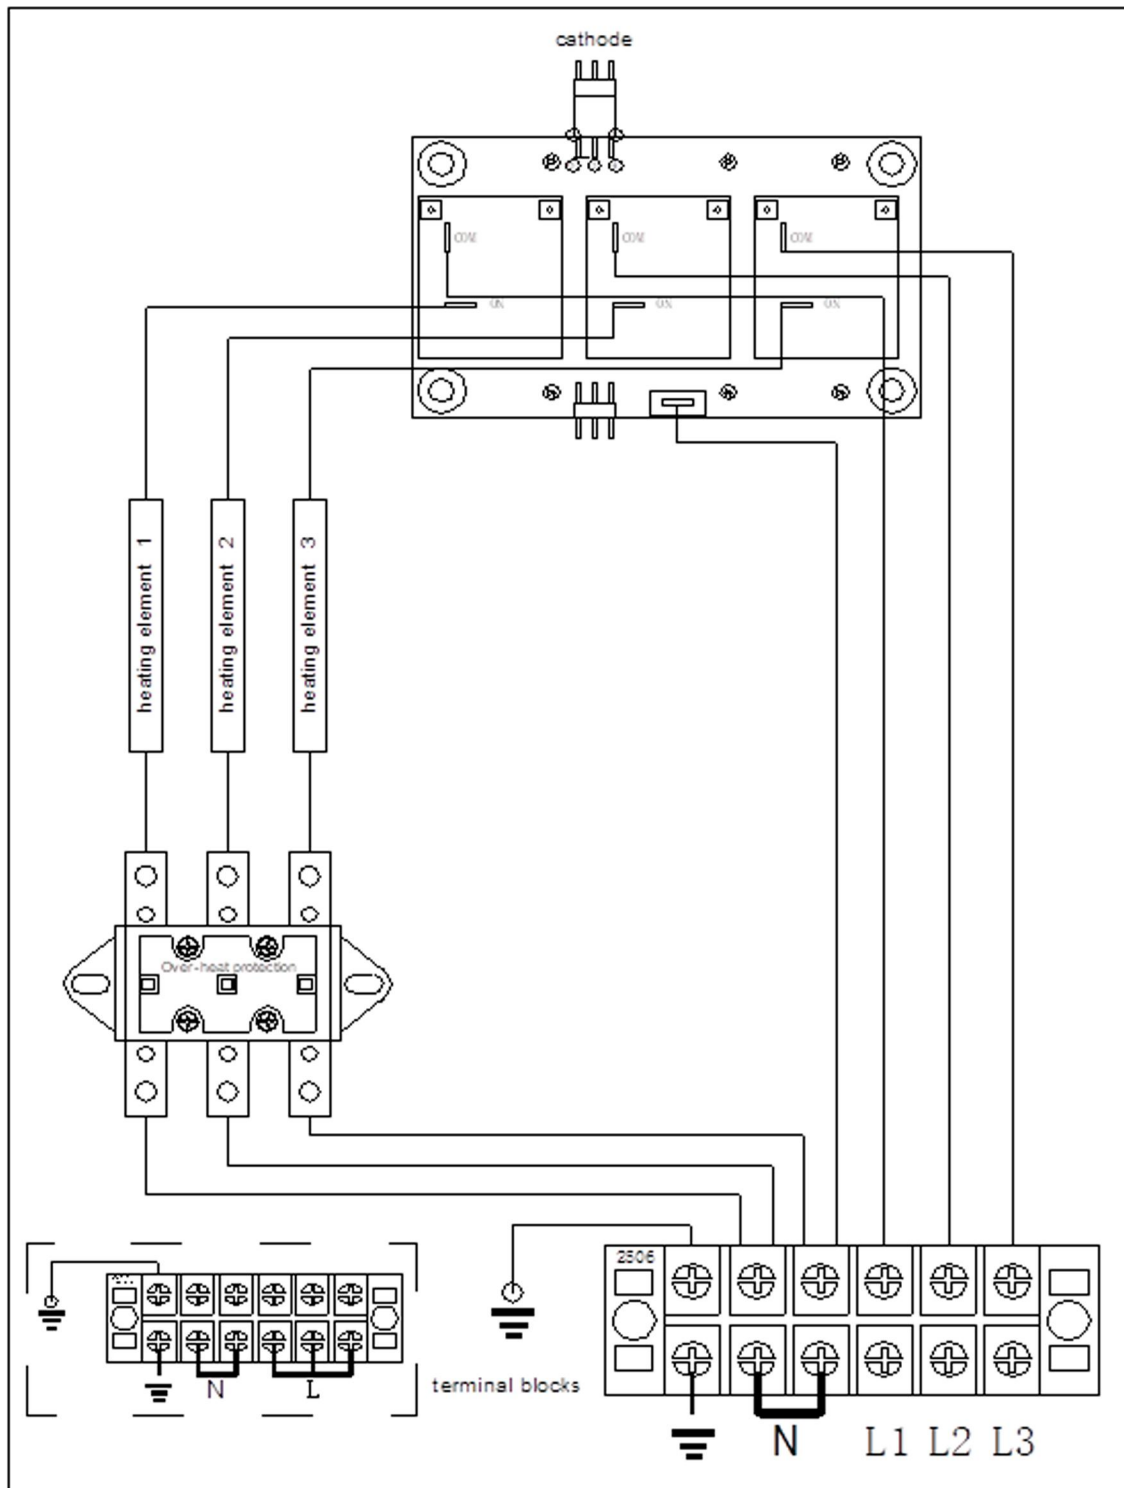 cathode
COM
COM
COM
ON
ON
ON
heating element 1
heating element 2
heating element 3
Over-heat protection
2506
N
L
terminal blocks
N
L1 L2 L3